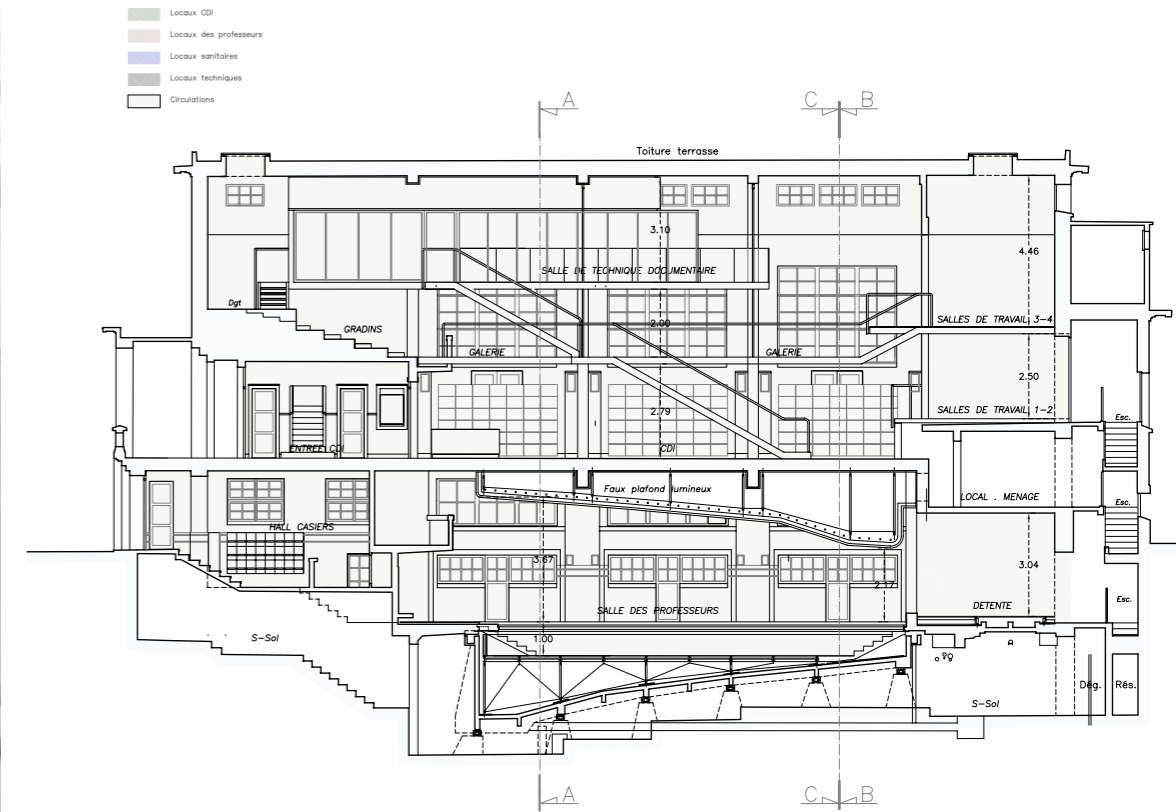 Locaux CDI
Locaux des professeurs
Locaux sanitaires
Locaux techniques
Circulations
A
C B
Toiture terrasse
3.10
4.46
SALLE DE TECHNIQUE DOCUMENTAIRE
Dgt
SALLES DE TRAVAIL 3-4
GRADINS
2.00
GALERIE
GALERIE
2.50
2.79
SALLES DE TRAVAIL 1-2
Esc.
ENTREE CDI
CDI
Faux plafond lumineux
LOCAL . MENAGE
Esc.
HALL CASIERS
3.67
3.04
2.17
Esc.
DETENTE
SALLE DES PROFESSEURS
S-Sol
1.00
Dég.
Rés.
S-Sol
A
C B